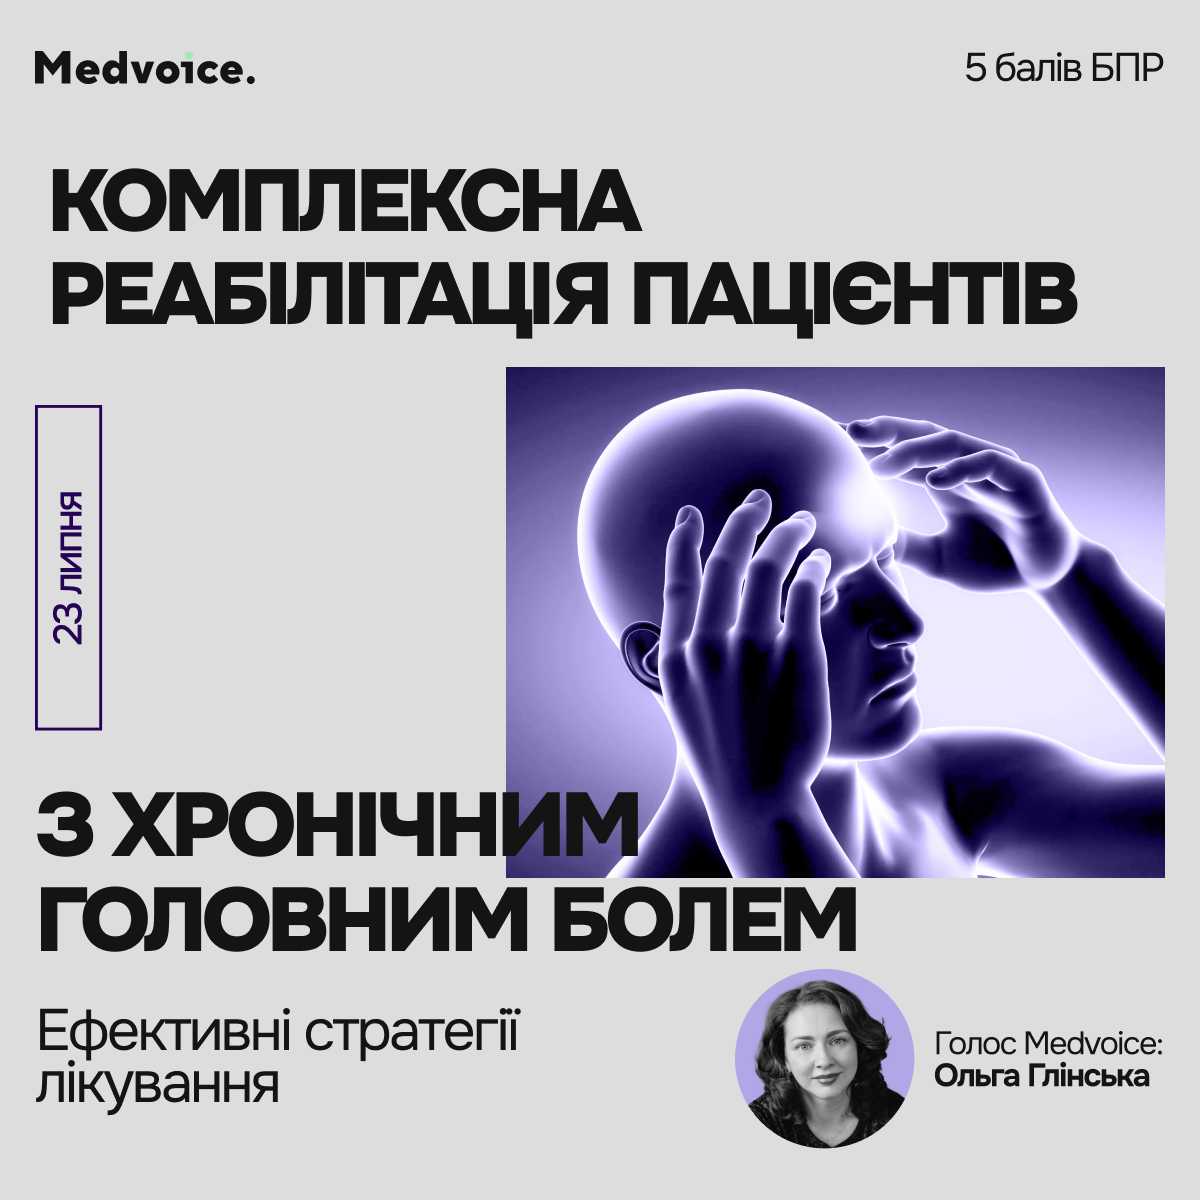 Medvoice.
5 балів БПР
КОМПЛЕКСНА
РЕАБІЛІТАЦІЯ ПАЦІЄНТІВ
23 липня
З ХРОНІЧНИМ
ГОЛОВНИМ БОЛЕМ
Ефективні стратегії
лікування
Голос Medvoice:
Ольга Глінська